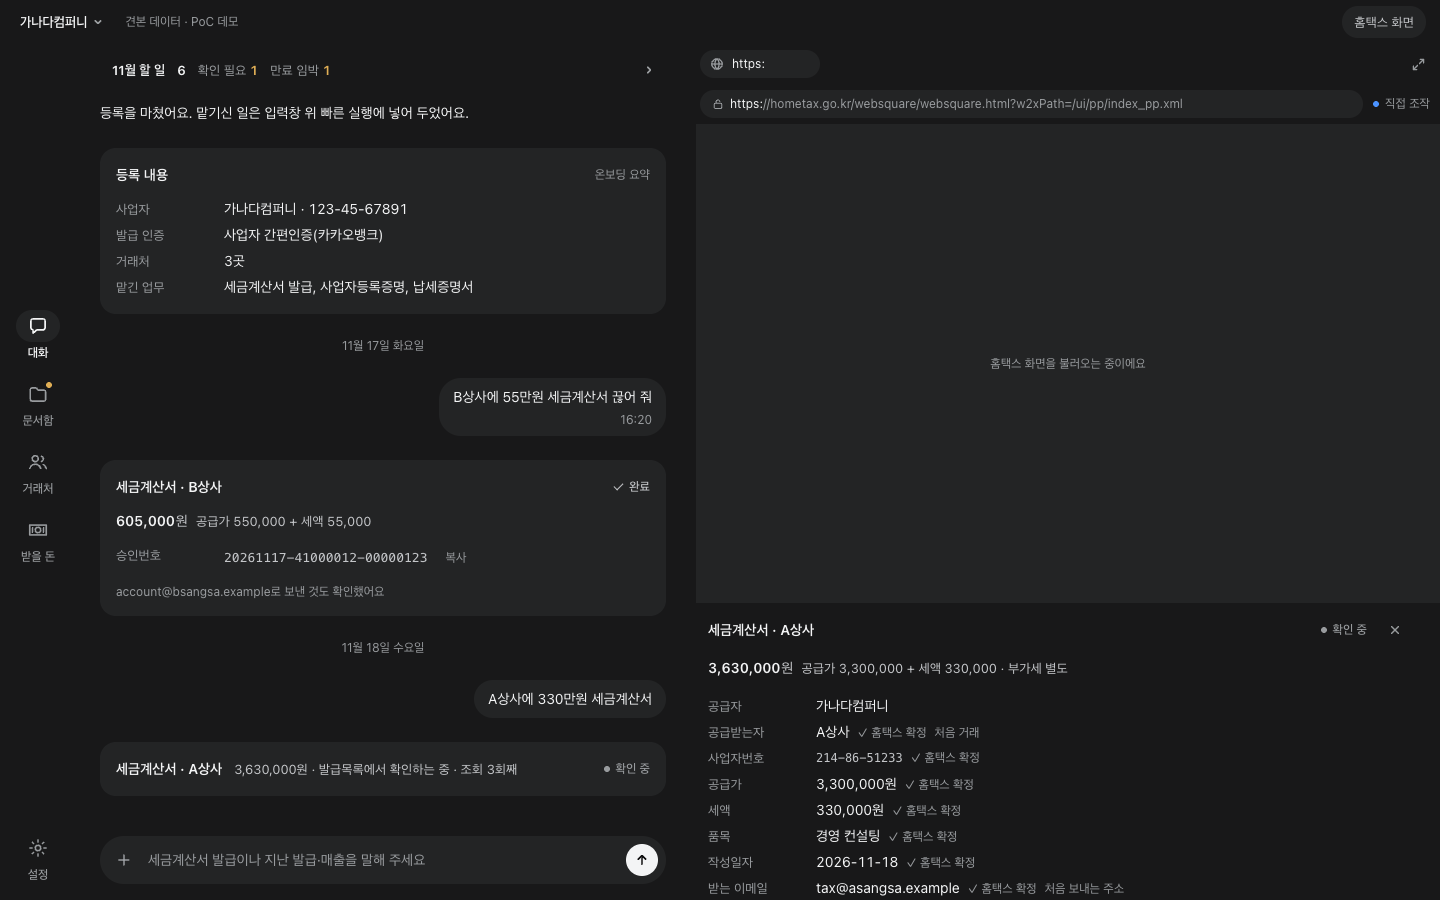 가나다컴퍼니
견본 데이터 · PoC 데모
홈택스 화면
11월 할 일 6 확인 필요 1 만료 임박 1
등록을 마쳤어요. 맡기신 일은 입력창 위 빠른 실행에 넣어 두었어요.
등록 내용
온보딩 요약
사업자 가나다컴퍼니 · 123-45-67891
발급 인증 사업자 간편인증(카카오뱅크)
거래처 3곳
맡긴 업무 세금계산서 발급, 사업자등록증명, 납세증명서
11월 17일 화요일
B상사에 55만원 세금계산서 끊어 줘
16:20
세금계산서 · B상사
✓ 완료
605,000원 공급가 550,000 + 세액 55,000
승인번호 20261117-41000012-00000123 복사
account@bsangsa.example로 보낸 것도 확인했어요
11월 18일 수요일
A상사에 330만원 세금계산서
세금계산서 · A상사 3,630,000원 · 발급목록에서 확인하는 중 · 조회 3회째
확인 중
세금계산서 발급이나 지난 발급·매출을 말해 주세요
대화
문서함
거래처
받을 돈
설정
https:
https://hometax.go.kr/websquare/websquare.html?w2xPath=/ui/pp/index_pp.xml
직접 조작
홈택스 화면을 불러오는 중이에요
세금계산서 · A상사
확인 중
3,630,000원 공급가 3,300,000 + 세액 330,000 · 부가세 별도
공급자 가나다컴퍼니
공급받는자 A상사 ✓ 홈택스 확정 처음 거래
사업자번호 214-86-51233 ✓ 홈택스 확정
공급가 3,300,000원 ✓ 홈택스 확정
세액 330,000원 ✓ 홈택스 확정
품목 경영 컨설팅 ✓ 홈택스 확정
작성일자 2026-11-18 ✓ 홈택스 확정
받는 이메일 tax@asangsa.example ✓ 홈택스 확정 처음 보내는 주소